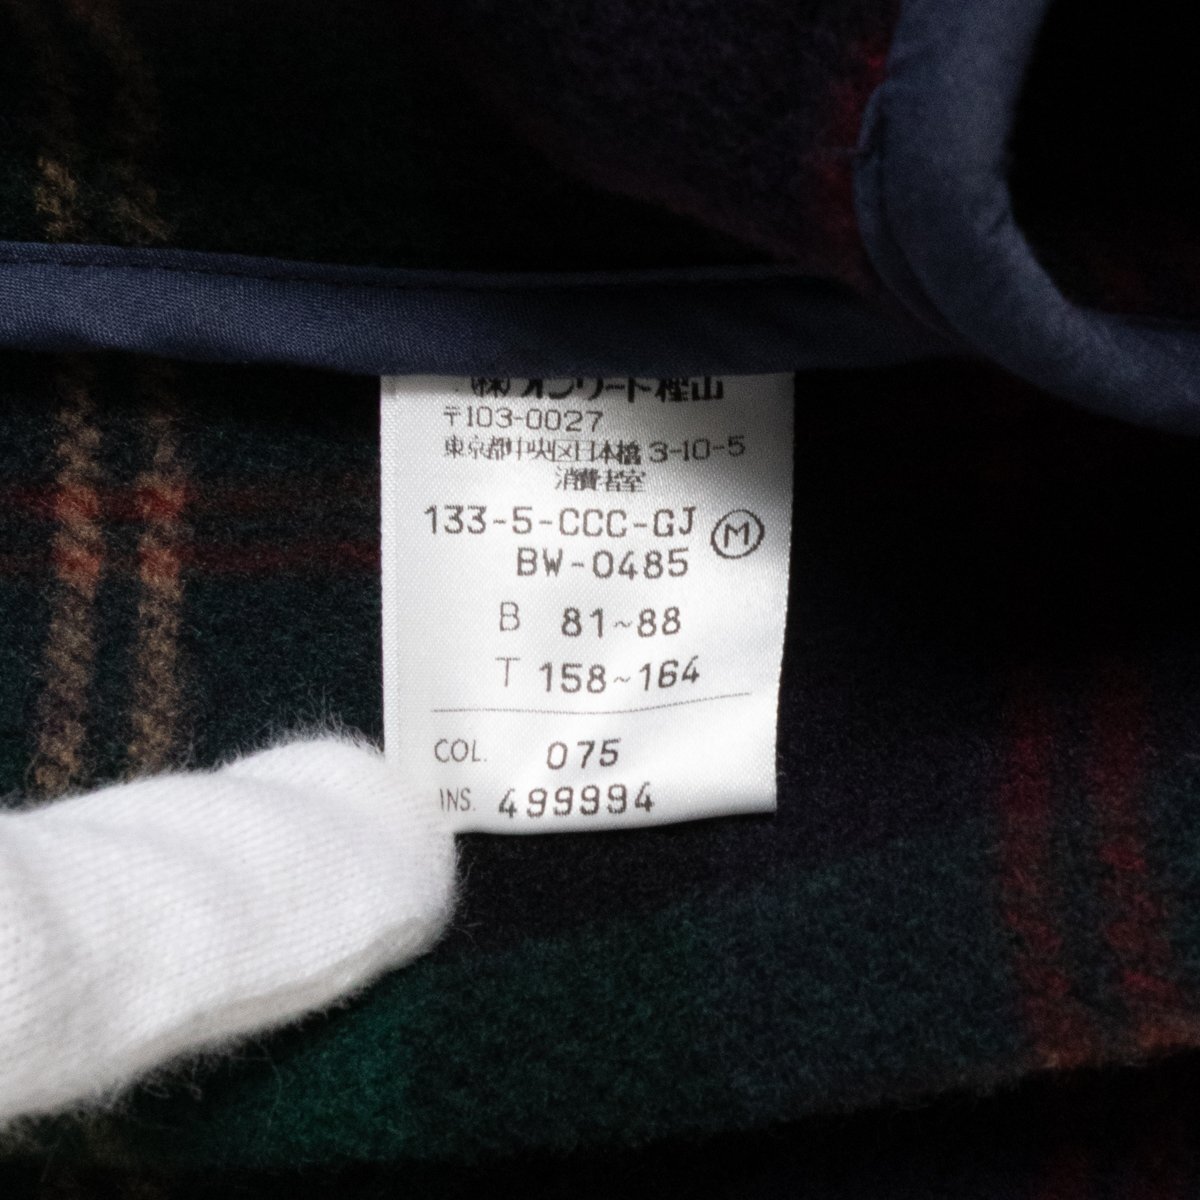 (株)オンワード樫山
〒103-0027
東京都中央区日本橋 3-10-5
消費者室
133-5-CCC-GJ Ⓜ
BW-0485
B 81~88
T 158~164
COL. 075
INS. 499994